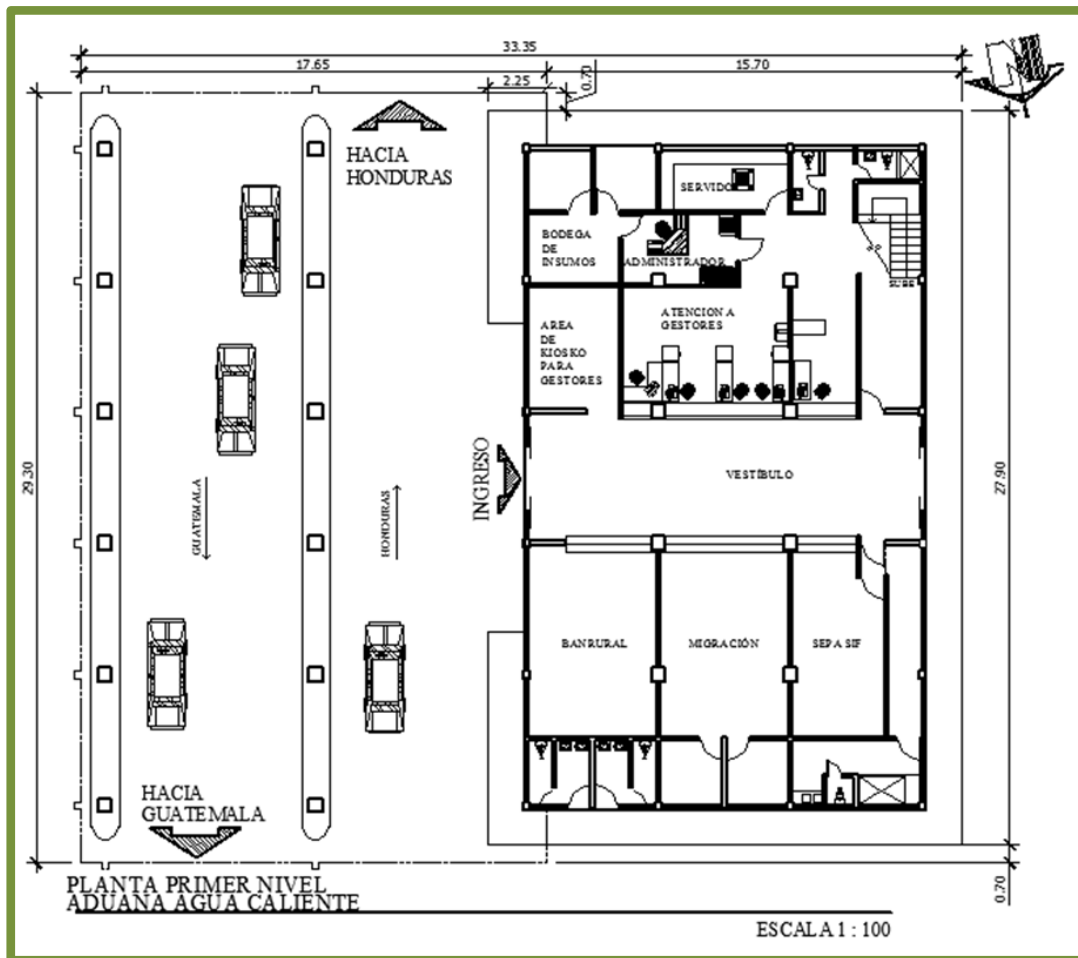 33.35
17.65
15.70
2.25
0.70
HACIA
HONDURAS
SERVIDO
BODEGA
DE
INSUMOS
ADMINISTRADOR
SUBE
AREA
DE
KIOSKO
PARA
GESTORES
ATENCION A
GESTORES
29.30
INGRESO
VESTÍBULO
27.90
GUATEMALA
HONDURAS
BANRURAL
MIGRACIÓN
SEPA SIF
HACIA
GUATEMALA
0.70
PLANTA PRIMER NIVEL
ADUANA AGUA CALIENTE
ESCALA 1 : 100